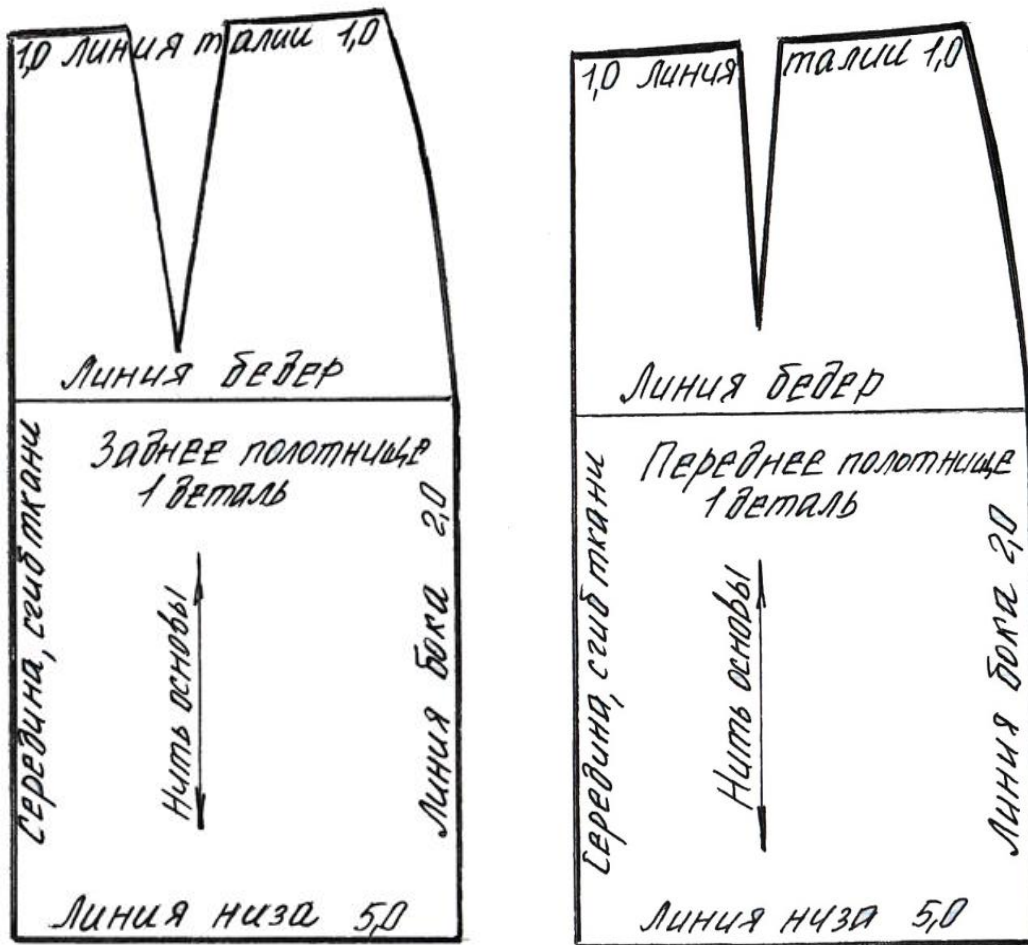 1,0 линия талии 1,0
Линия бедер
Заднее полотнище
1 деталь
Середина, сгиб ткани
Нить основы
Линия бока 2,0
Линия низа 5,0
1,0 линия талии 1,0
Линия бедер
Переднее полотнище
1 деталь
Середина, сгиб ткани
Нить основы
Линия бока 2,0
Линия низа 5,0